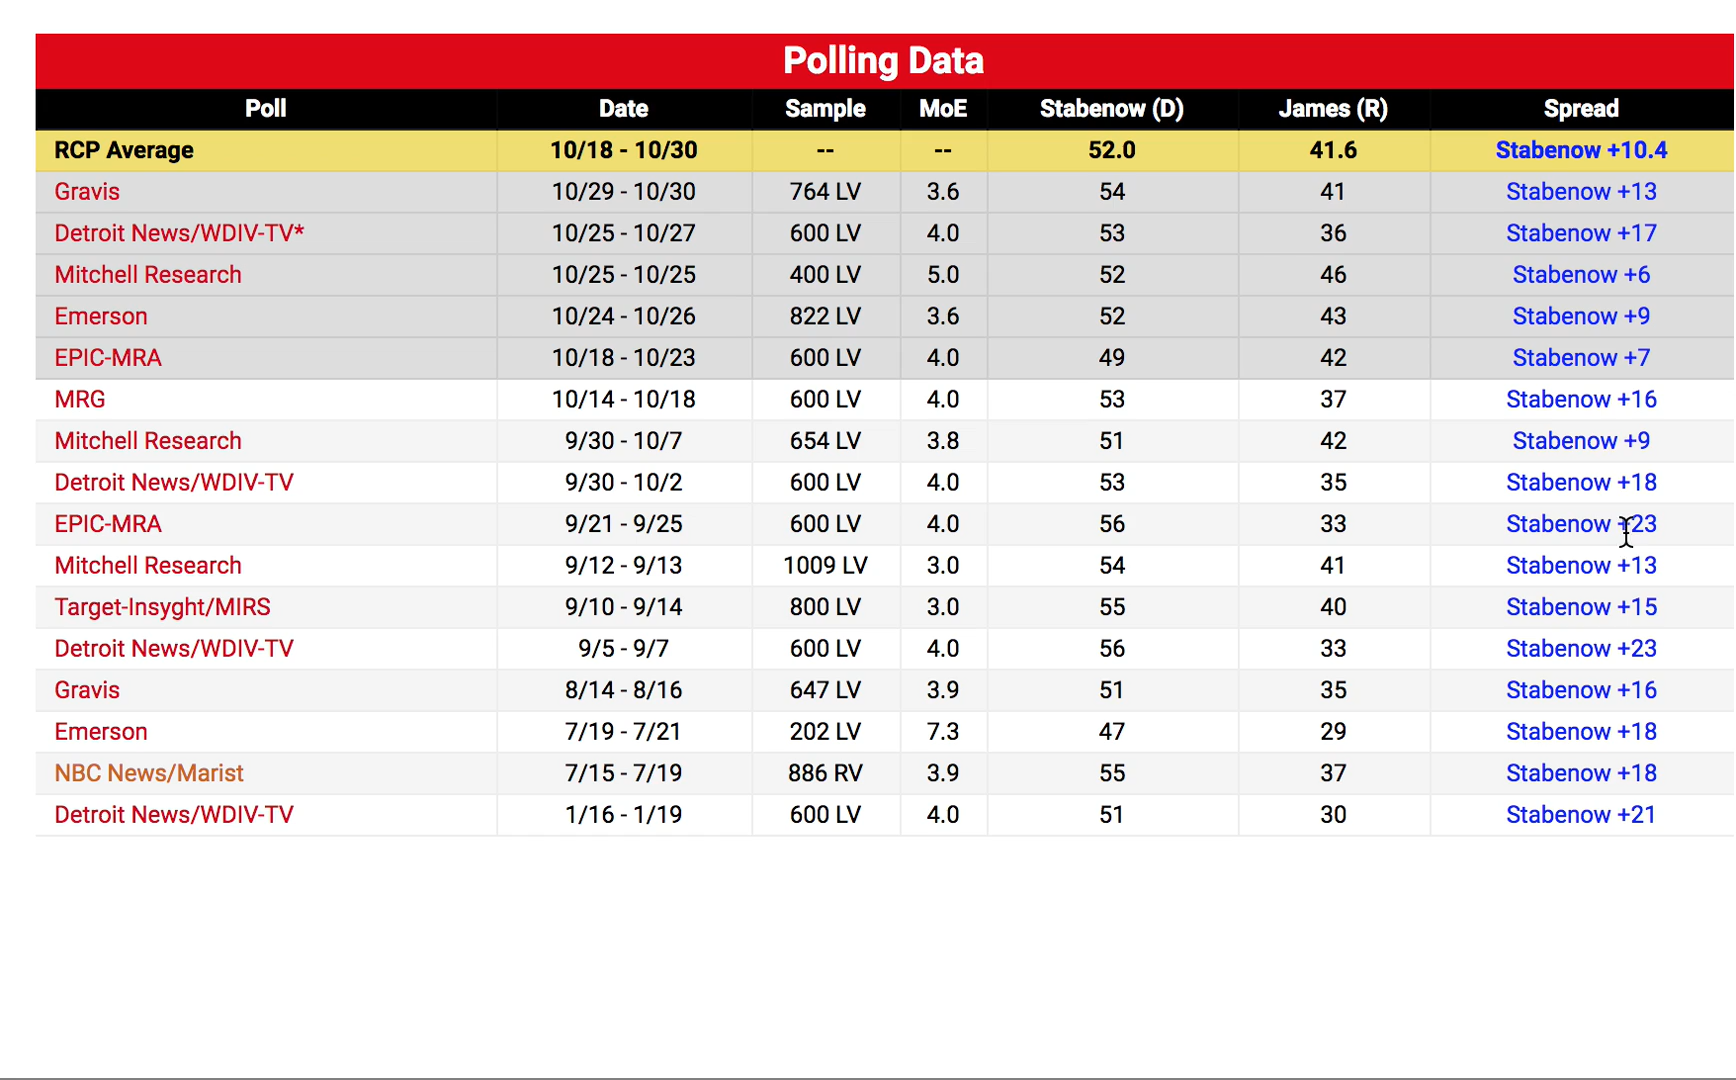 Polling Data
Poll Date Sample MoE Stabenow (D) James (R) Spread
RCP Average 10/18 - 10/30 -- -- 52.0 41.6 Stabenow +10.4
Gravis 10/29 - 10/30 764 LV 3.6 54 41 Stabenow +13
Detroit News/WDIV-TV* 10/25 - 10/27 600 LV 4.0 53 36 Stabenow +17
Mitchell Research 10/25 - 10/25 400 LV 5.0 52 46 Stabenow +6
Emerson 10/24 - 10/26 822 LV 3.6 52 43 Stabenow +9
EPIC-MRA 10/18 - 10/23 600 LV 4.0 49 42 Stabenow +7
MRG 10/14 - 10/18 600 LV 4.0 53 37 Stabenow +16
Mitchell Research 9/30 - 10/7 654 LV 3.8 51 42 Stabenow +9
Detroit News/WDIV-TV 9/30 - 10/2 600 LV 4.0 53 35 Stabenow +18
EPIC-MRA 9/21 - 9/25 600 LV 4.0 56 33 Stabenow +23
Mitchell Research 9/12 - 9/13 1009 LV 3.0 54 41 Stabenow +13
Target-Insyght/MIRS 9/10 - 9/14 800 LV 3.0 55 40 Stabenow +15
Detroit News/WDIV-TV 9/5 - 9/7 600 LV 4.0 56 33 Stabenow +23
Gravis 8/14 - 8/16 647 LV 3.9 51 35 Stabenow +16
Emerson 7/19 - 7/21 202 LV 7.3 47 29 Stabenow +18
NBC News/Marist 7/15 - 7/19 886 RV 3.9 55 37 Stabenow +18
Detroit News/WDIV-TV 1/16 - 1/19 600 LV 4.0 51 30 Stabenow +21